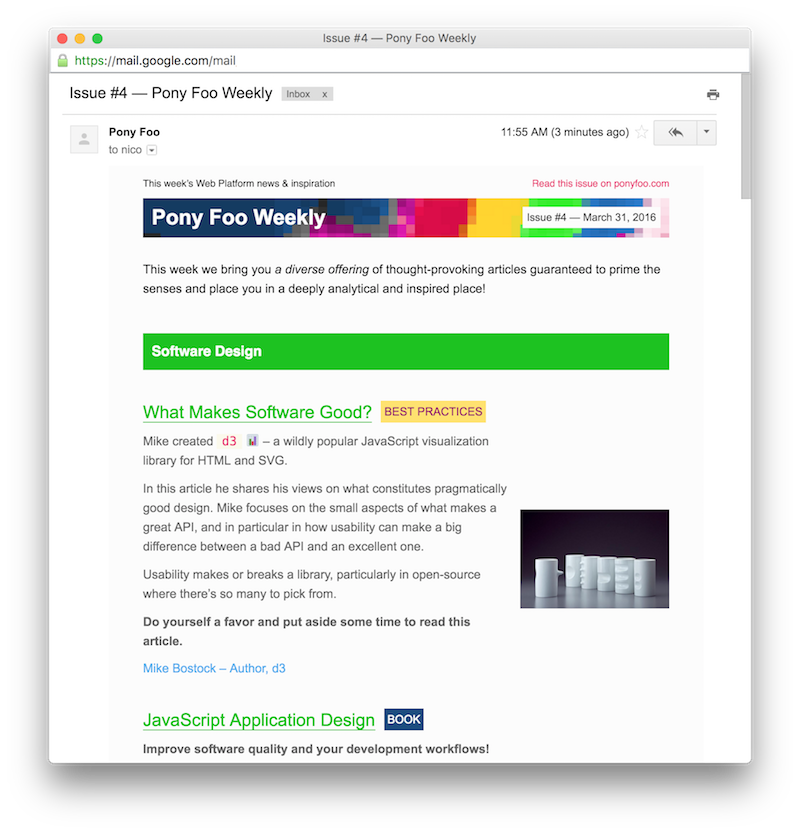 Issue #4 — Pony Foo Weekly
https://mail.google.com/mail
Issue #4 — Pony Foo Weekly Inbox x
Pony Foo 11:55 AM (3 minutes ago)
to nico
This week's Web Platform news & inspiration Read this issue on ponyfoo.com
Pony Foo Weekly Issue #4 — March 31, 2016
This week we bring you a diverse offering of thought-provoking articles guaranteed to prime the
senses and place you in a deeply analytical and inspired place!
Software Design
What Makes Software Good? BEST PRACTICES
Mike created d3 📊 – a wildly popular JavaScript visualization
library for HTML and SVG.
In this article he shares his views on what constitutes pragmatically
good design. Mike focuses on the small aspects of what makes a
great API, and in particular in how usability can make a big
difference between a bad API and an excellent one.
Usability makes or breaks a library, particularly in open-source
where there's so many to pick from.
Do yourself a favor and put aside some time to read this
article.
Mike Bostock – Author, d3
JavaScript Application Design BOOK
Improve software quality and your development workflows!